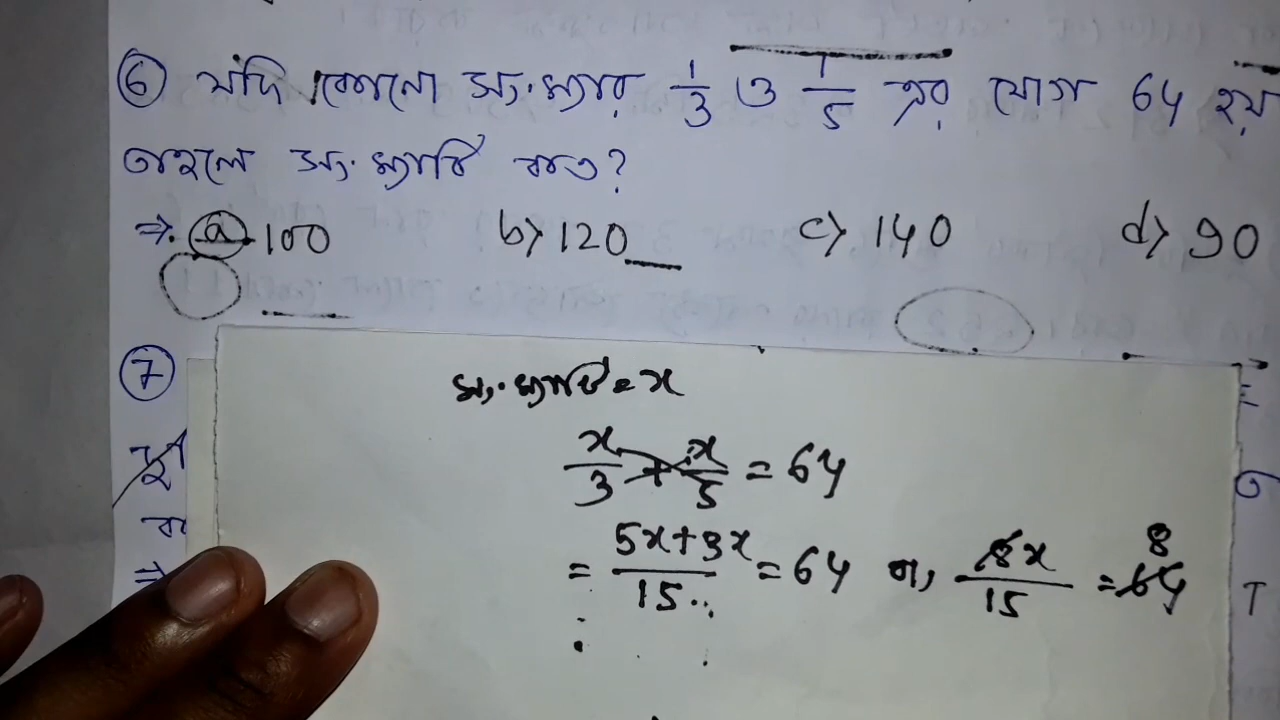 6 যদি কোনো সংখ্যার 1/3 ও 1/5 এর যোগ 64 হয়
তাহলে সংখ্যাটি কত?
⇒ a 100 b> 120 c> 140 d> 90
7
সংখ্যাটি = x
x/3 + x/5 = 64
= 5x+3x/15 = 64 বা, 8x/15 = 64 8